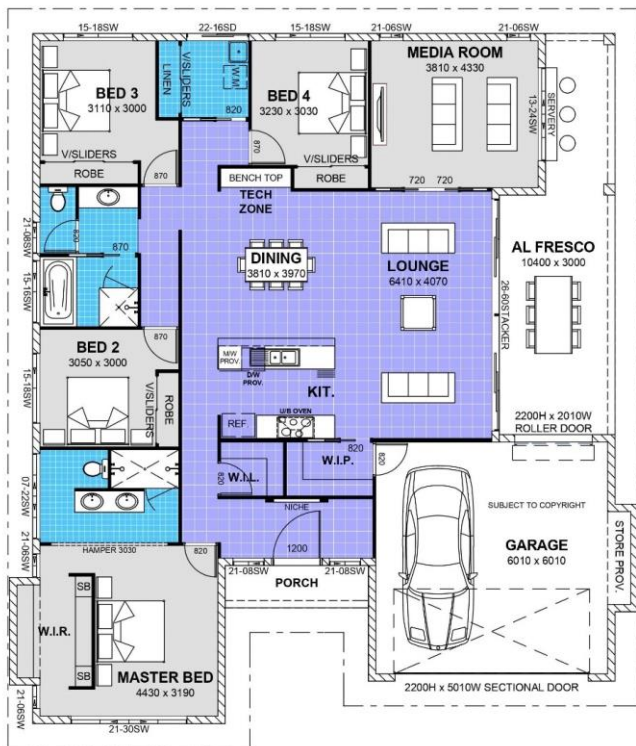 15-18SW
22-16SD
15-18SW
21-06SW
21-06SW
BED 3
3110 x 3000
LINEN
V/SLIDERS
W.M.
820
BED 4
3230 x 3030
MEDIA ROOM
3810 x 4330
13-24SW
SERVERY
V/SLIDERS
ROBE
870
870
V/SLIDERS
ROBE
BENCH TOP
TECH
ZONE
720
720
21-08SW
820
870
DINING
3810 x 3970
LOUNGE
6410 x 4070
26-60STACKER
AL FRESCO
10400 x 3000
15-16SW
870
BED 2
3050 x 3000
V/SLIDERS
ROBE
15-18SW
M/W
PROV.
D/W
PROV.
KIT.
U/B OVEN
REF.
2200H x 2010W
ROLLER DOOR
820
W.I.L.
820
W.I.P.
820
07-22SW
NICHE
1200
SUBJECT TO COPYRIGHT
GARAGE
6010 x 6010
STORE PROV.
21-06SW
HAMPER 3030
820
21-08SW
21-08SW
PORCH
W.I.R.
SB
SB
MASTER BED
4430 x 3190
21-06SW
21-30SW
2200H x 5010W SECTIONAL DOOR